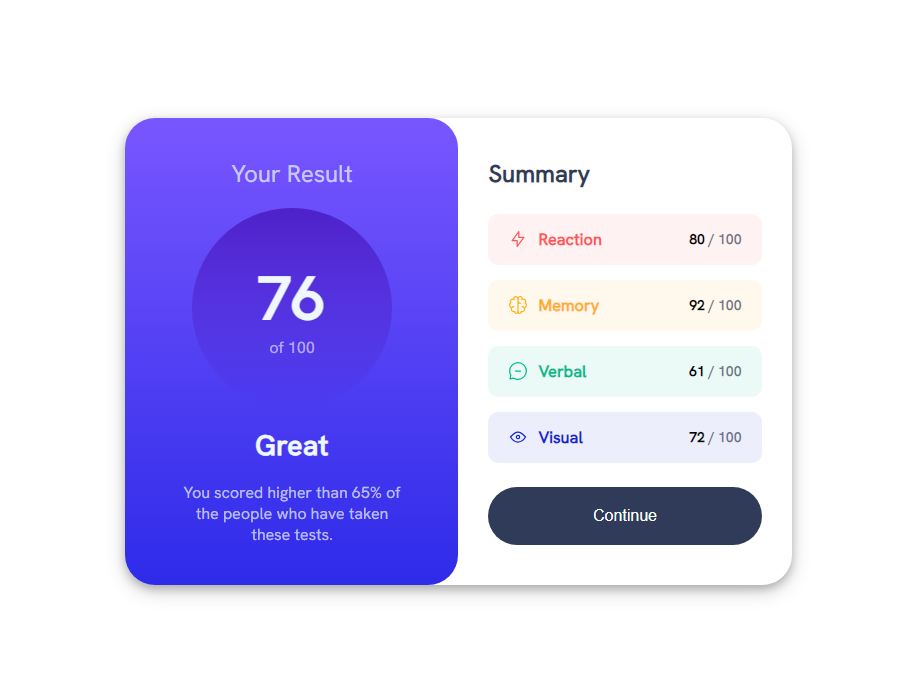 Your Result
76
of 100
Great
You scored higher than 65% of
the people who have taken
these tests.
Summary
Reaction 80 / 100
Memory 92 / 100
Verbal 61 / 100
Visual 72 / 100
Continue